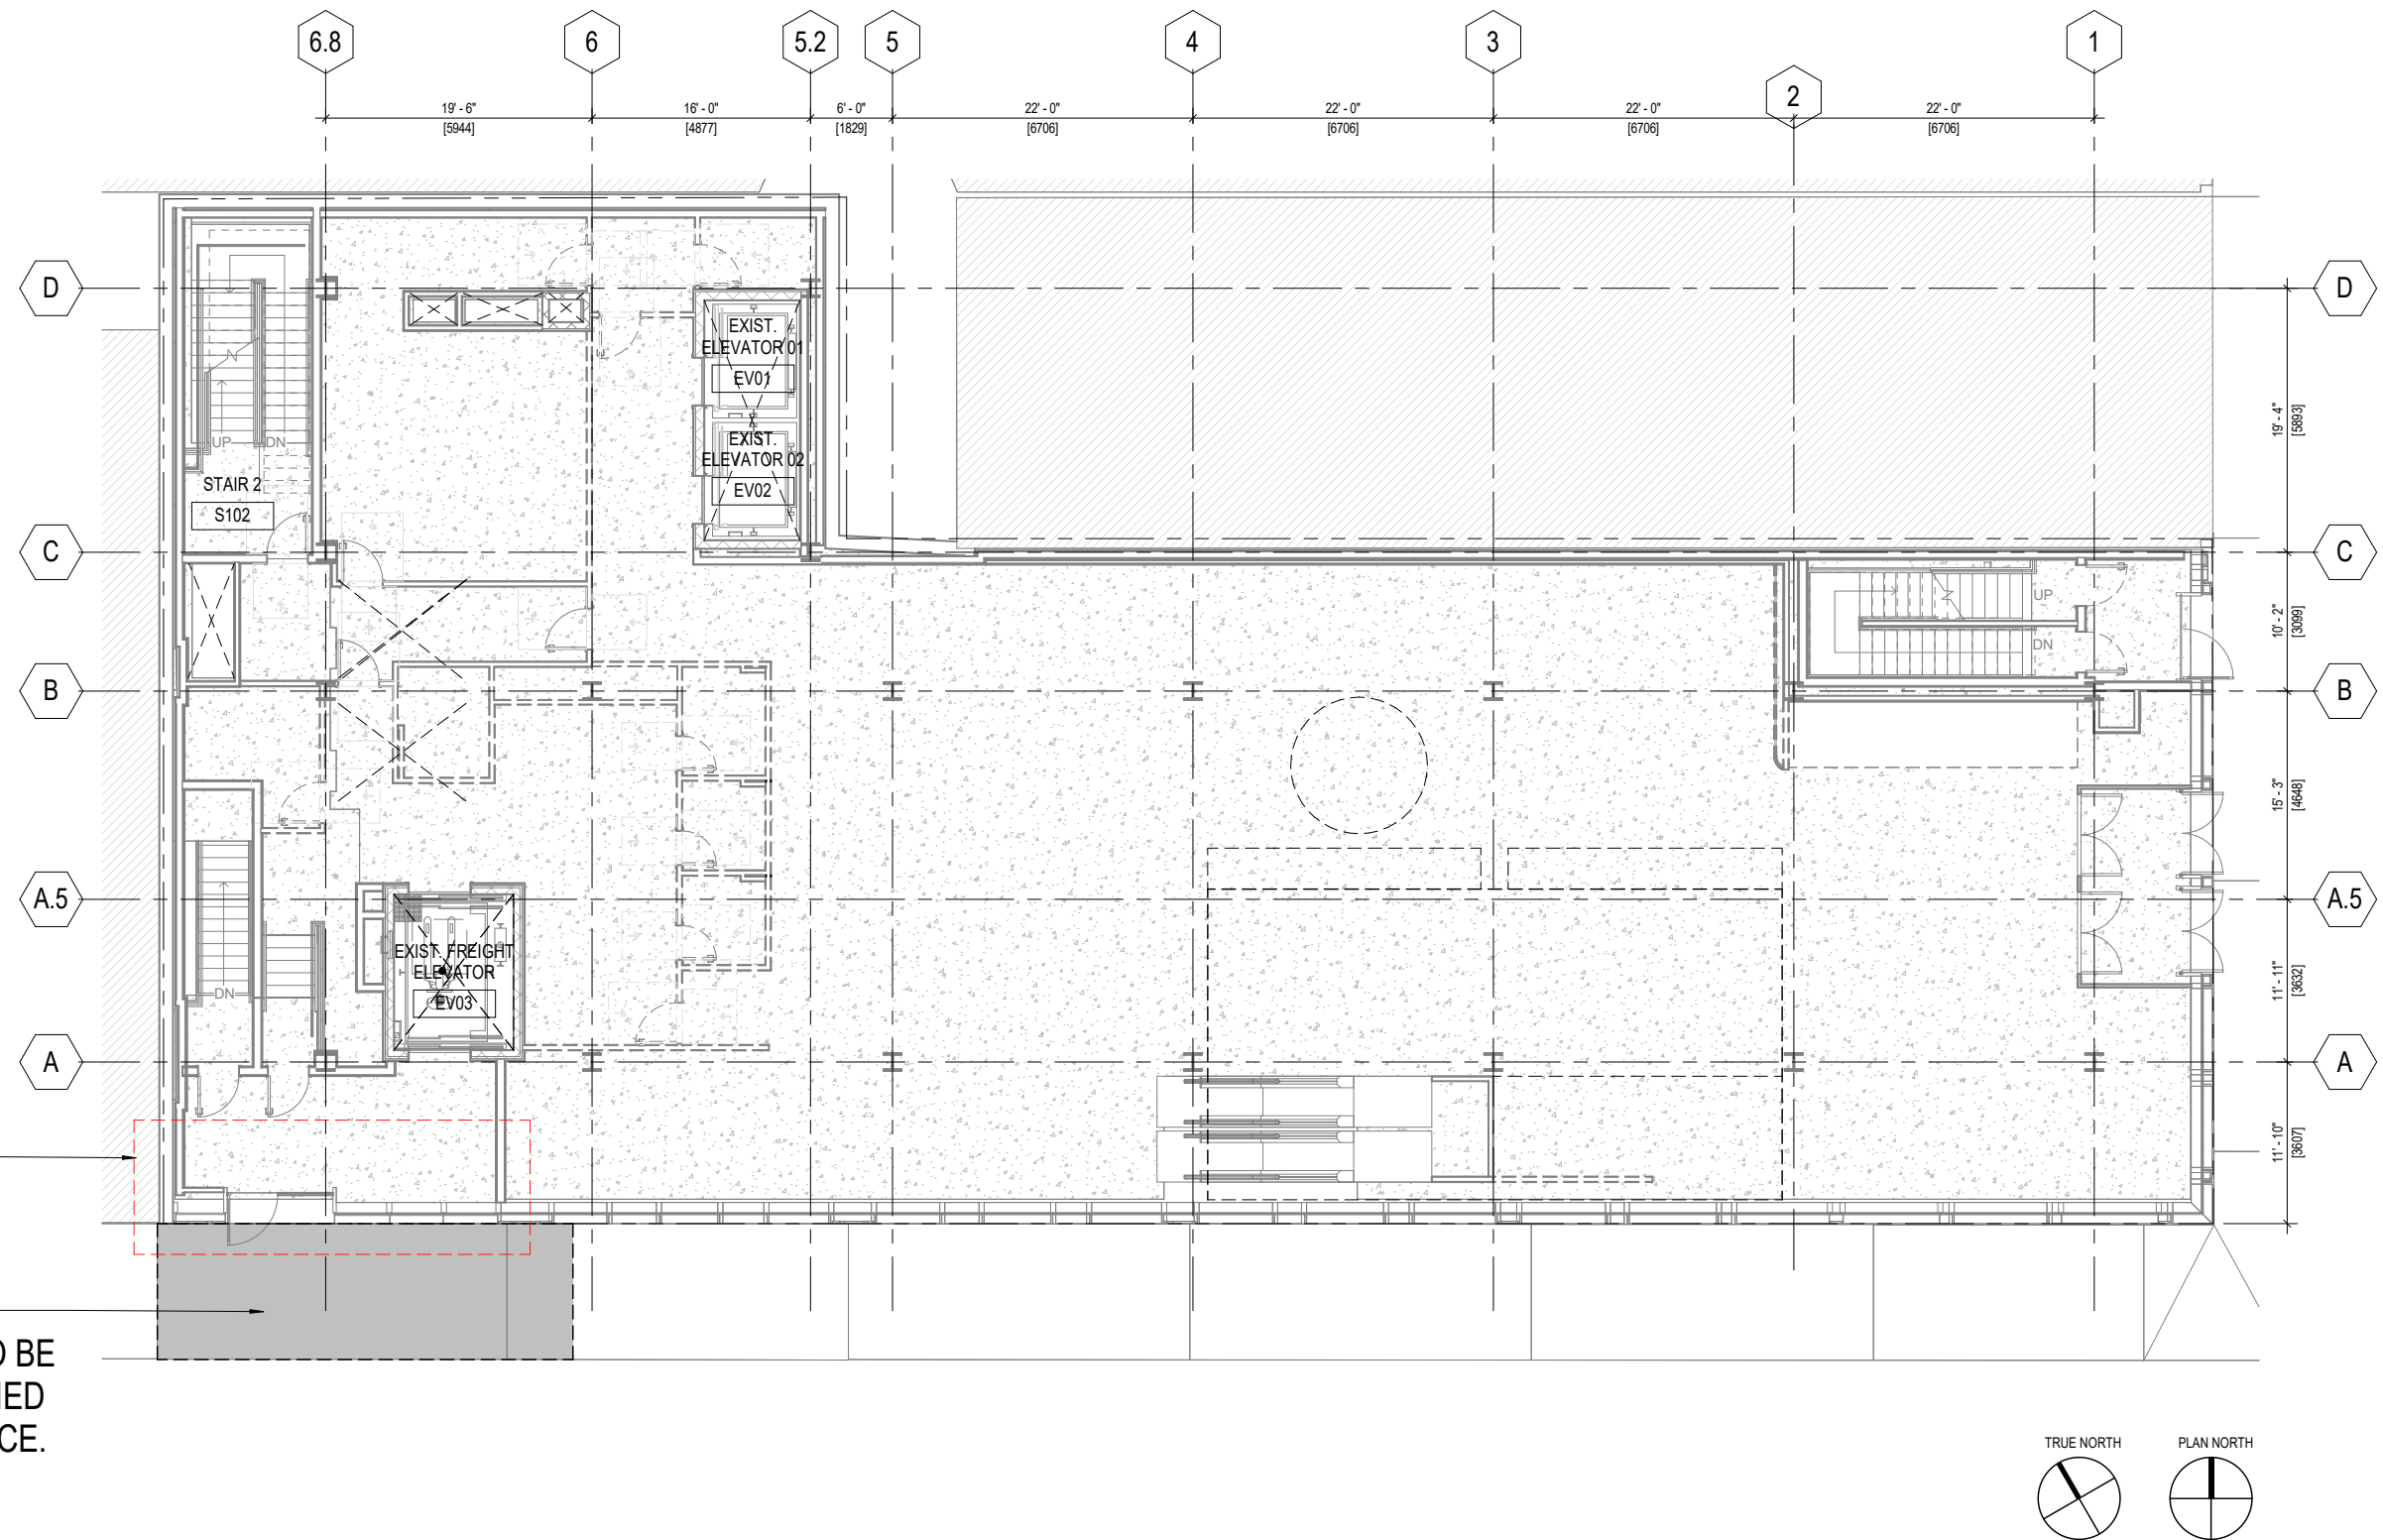 6.8
6
5.2
5
4
3
2
1
19' - 6"
[5944]
16' - 0"
[4877]
6' - 0"
[1829]
22' - 0"
[6706]
22' - 0"
[6706]
22' - 0"
[6706]
22' - 0"
[6706]
D
D
EXIST.
ELEVATOR 01
EV01
19' - 4"
[5893]
UP
DN
EXIST.
ELEVATOR 02
EV02
STAIR 2
S102
C
C
UP
DN
10' - 2"
[3099]
B
B
15' - 3"
[4648]
A.5
A.5
EXIST. FREIGHT
ELEVATOR
EV03
DN
11' - 11"
[3632]
A
A
11' - 10"
[3607]
BE
CE.
TRUE NORTH
PLAN NORTH